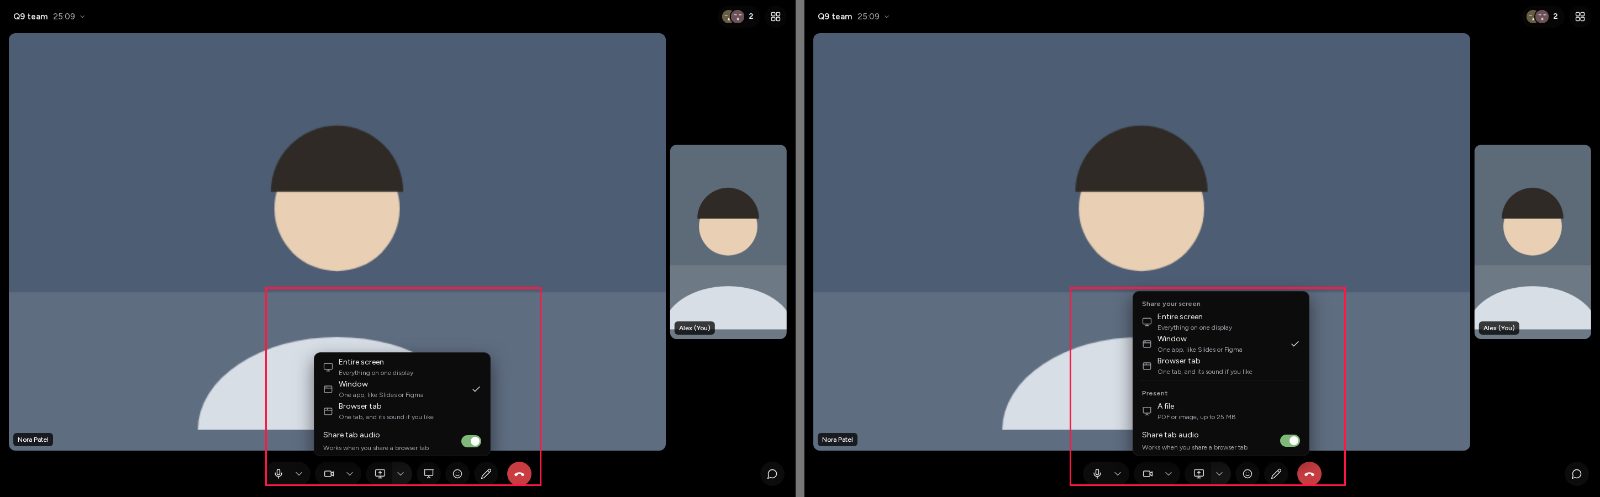 Q9 team 25:09
2
Alex (You)
Entire screen
Everything on one display
Window
One app, like Slides or Figma
Browser tab
One tab, and its sound if you like
Share tab audio
Works when you share a browser tab
Nora Patel
Q9 team 25:09
2
Share your screen
Entire screen
Everything on one display
Window
One app, like Slides or Figma
Browser tab
One tab, and its sound if you like
Present
A file
PDF or image, up to 25 MB
Share tab audio
Works when you share a browser tab
Alex (You)
Nora Patel